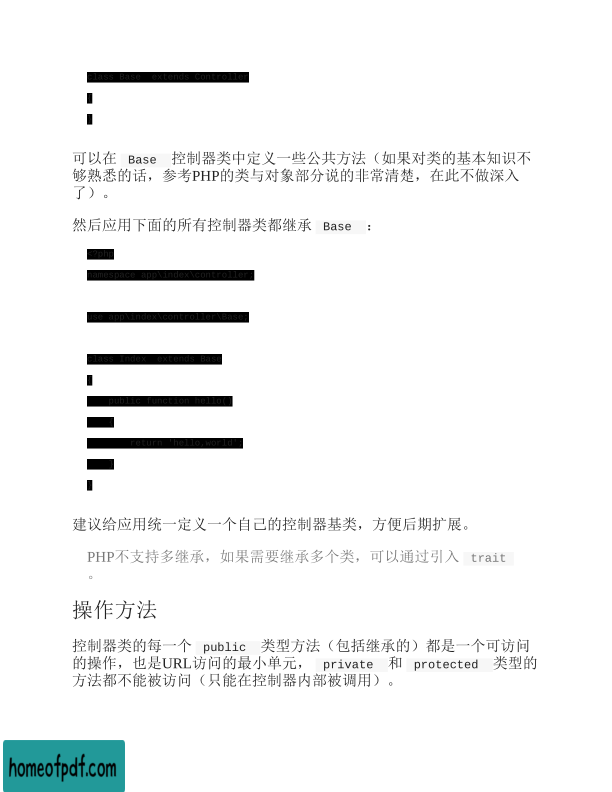 class Base  extends Controller
{
}
可以在 Base 控制器类中定义一些公共方法（如果对类的基本知识不
够熟悉的话，参考PHP的类与对象部分说的非常清楚，在此不做深入
了）。
然后应用下面的所有控制器类都继承 Base ：
<?php
namespace app\index\controller;
use app\index\controller\Base;
class Index  extends Base
{
public function hello()
{
return 'hello,world';
}
}
建议给应用统一定义一个自己的控制器基类，方便后期扩展。
PHP不支持多继承，如果需要继承多个类，可以通过引入 trait
。
操作方法
控制器类的每一个 public 类型方法（包括继承的）都是一个可访问
的操作，也是URL访问的最小单元， private 和 protected 类型的
方法都不能被访问（只能在控制器内部被调用）。
homeofpdf.com